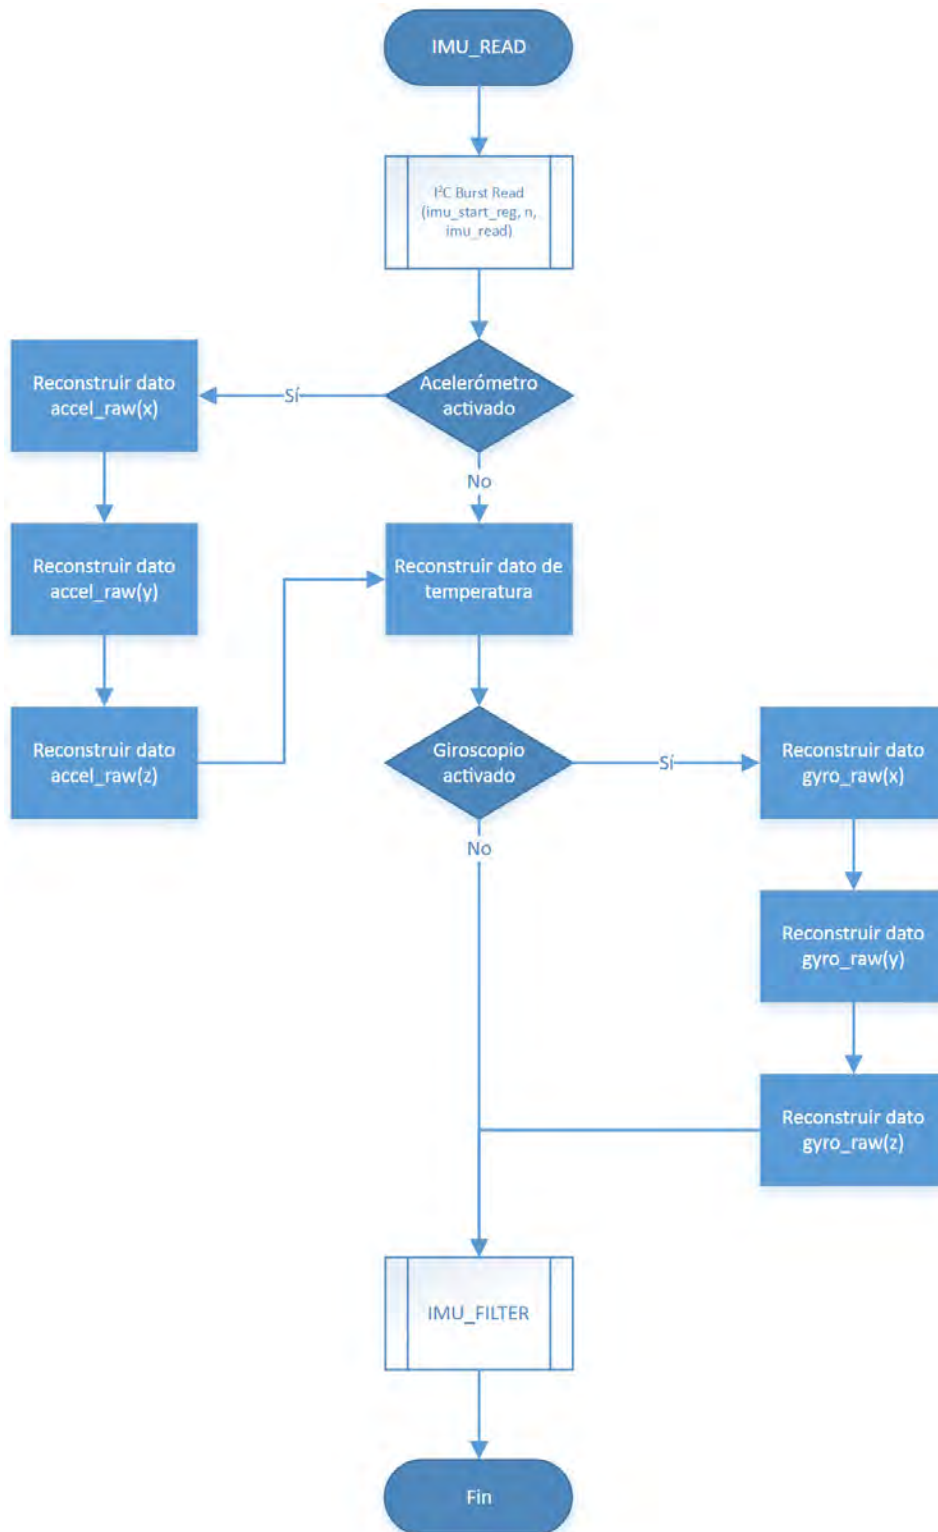 IMU_READ
I²C Burst Read
(imu_start_reg, n,
imu_read)
Acelerómetro
activado
Sí
Reconstruir dato
accel_raw(x)
No
Reconstruir dato
accel_raw(y)
Reconstruir dato de
temperatura
Reconstruir dato
accel_raw(z)
Giroscopio
activado
Sí
Reconstruir dato
gyro_raw(x)
No
Reconstruir dato
gyro_raw(y)
Reconstruir dato
gyro_raw(z)
IMU_FILTER
Fin